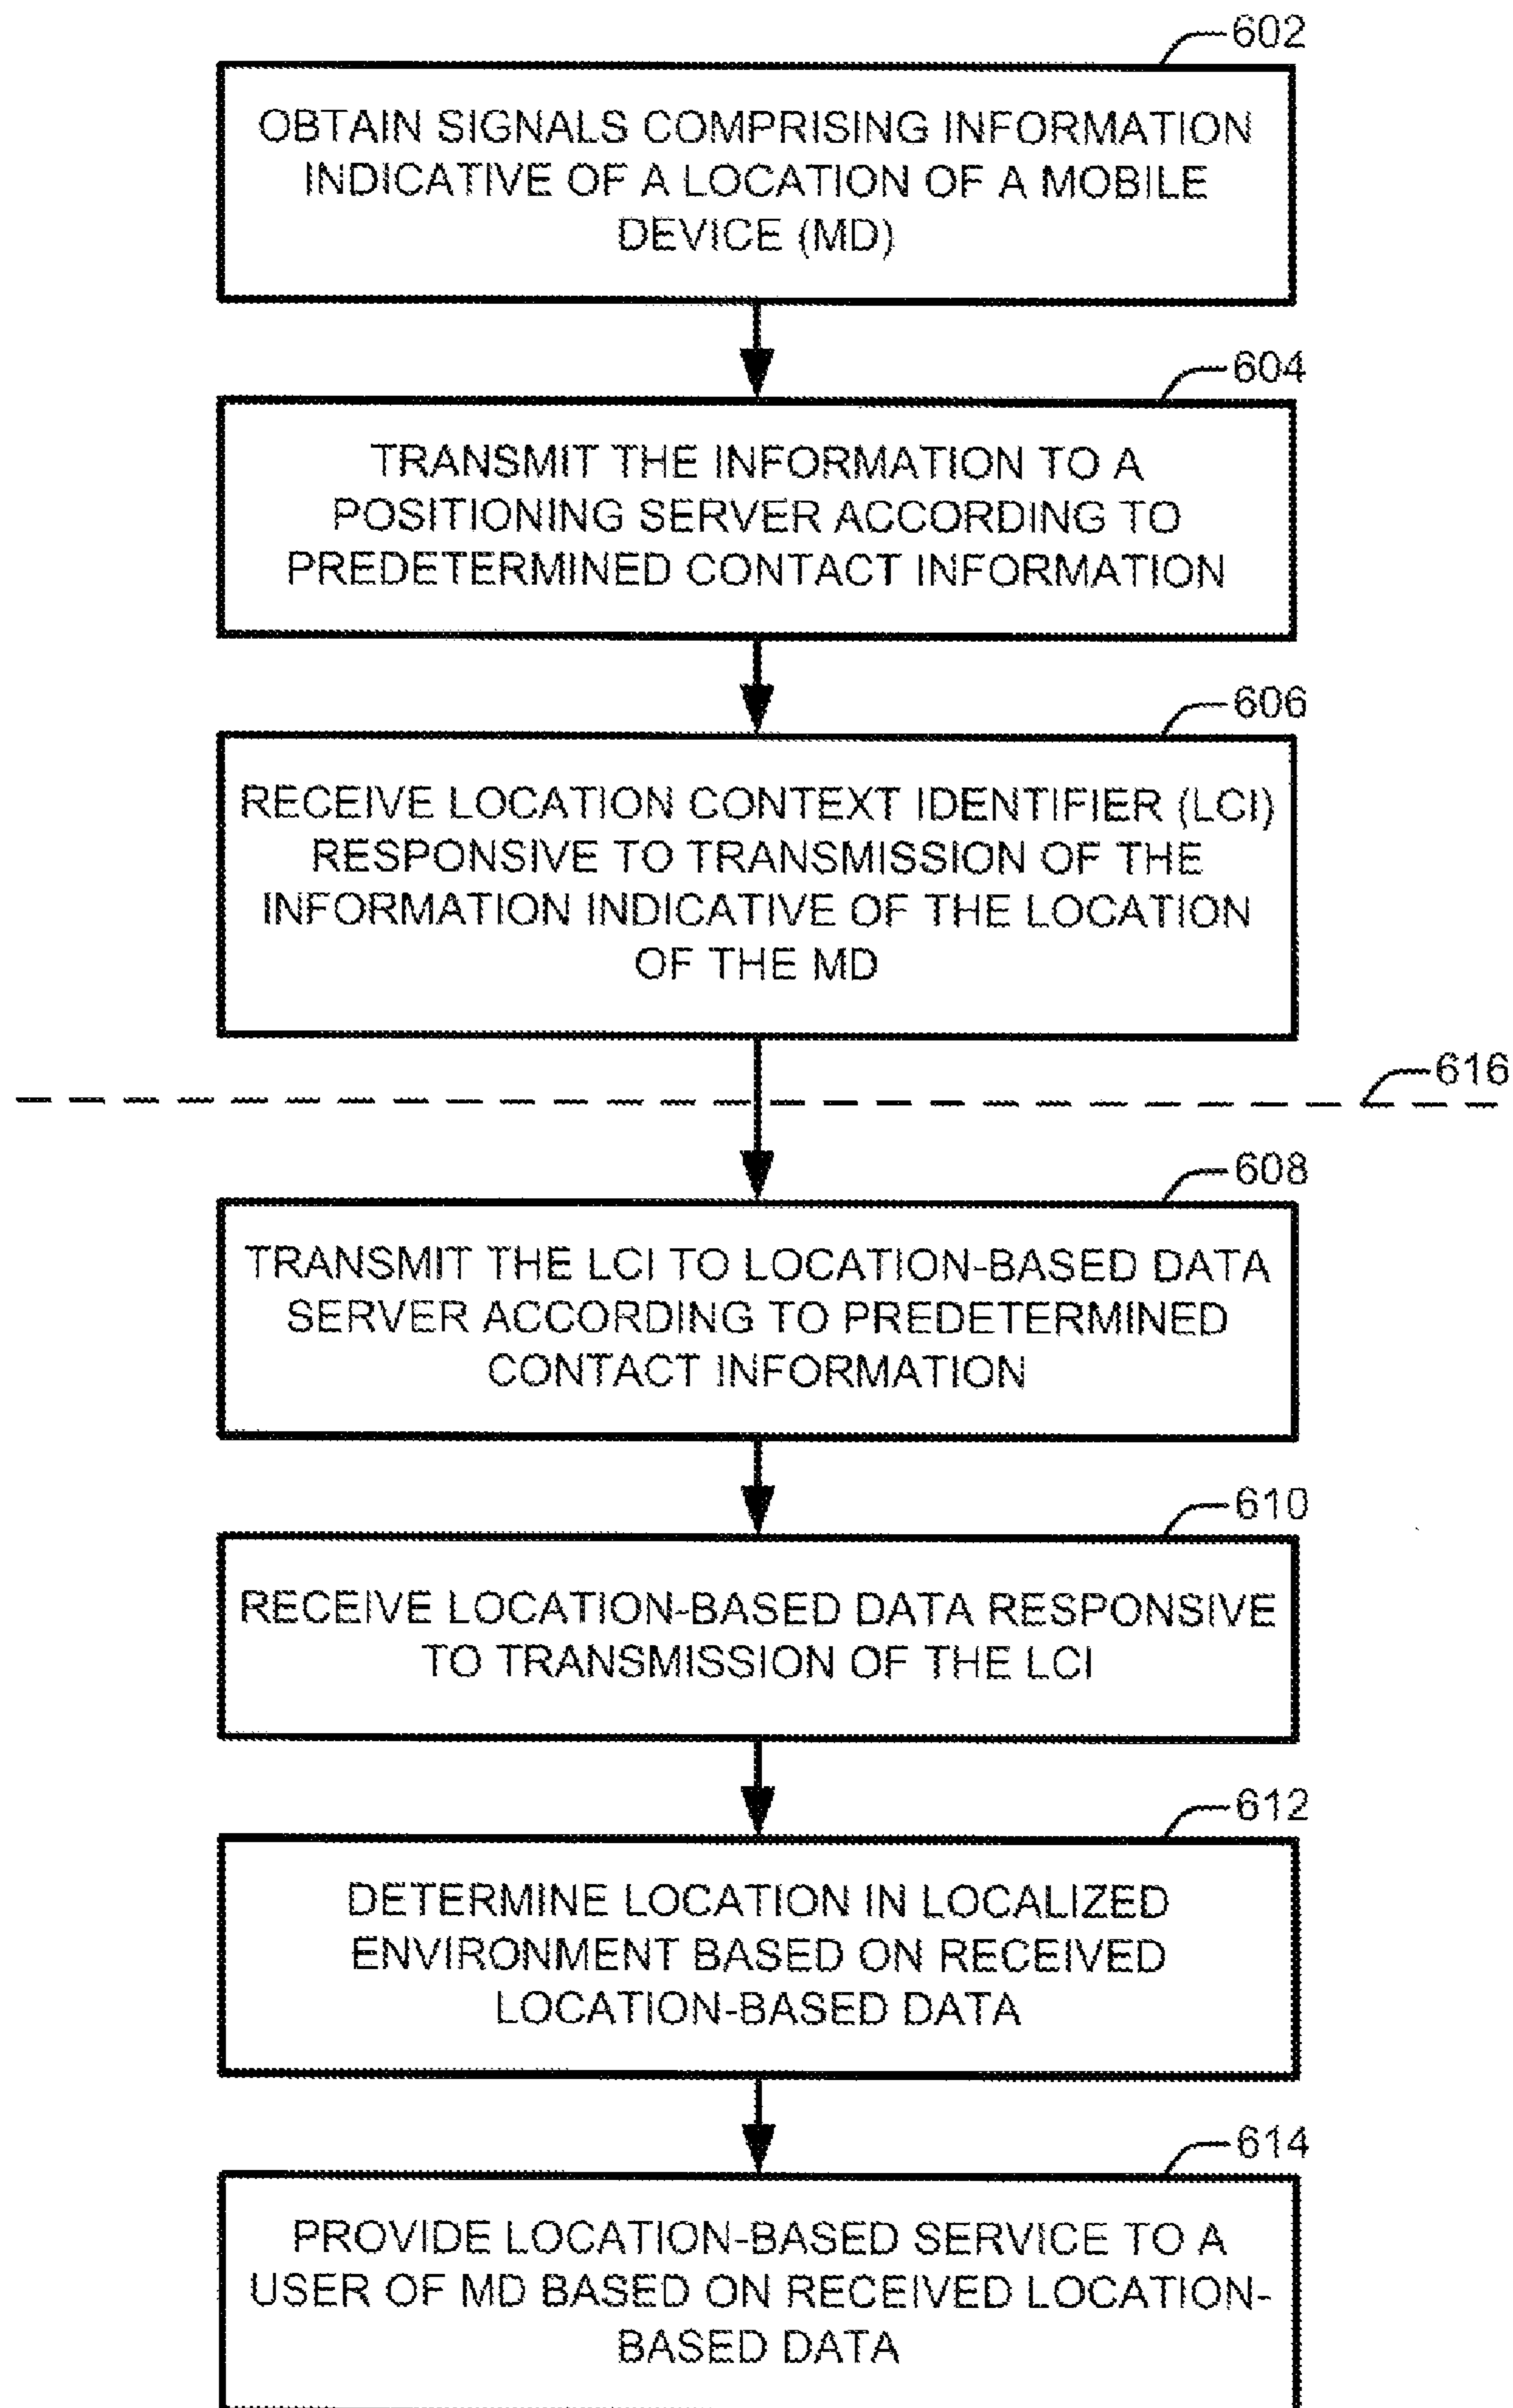 602
OBTAIN SIGNALS COMPRISING INFORMATION
INDICATIVE OF A LOCATION OF A MOBILE
DEVICE (MD)
604
TRANSMIT THE INFORMATION TO A
POSITIONING SERVER ACCORDING TO
PREDETERMINED CONTACT INFORMATION
606
RECEIVE LOCATION CONTEXT IDENTIFIER (LCI)
RESPONSIVE TO TRANSMISSION OF THE
INFORMATION INDICATIVE OF THE LOCATION
OF THE MD
616
608
TRANSMIT THE LCI TO LOCATION-BASED DATA
SERVER ACCORDING TO PREDETERMINED
CONTACT INFORMATION
610
RECEIVE LOCATION-BASED DATA RESPONSIVE
TO TRANSMISSION OF THE LCI
612
DETERMINE LOCATION IN LOCALIZED
ENVIRONMENT BASED ON RECEIVED
LOCATION-BASED DATA
614
PROVIDE LOCATION-BASED SERVICE TO A
USER OF MD BASED ON RECEIVED LOCATION-
BASED DATA